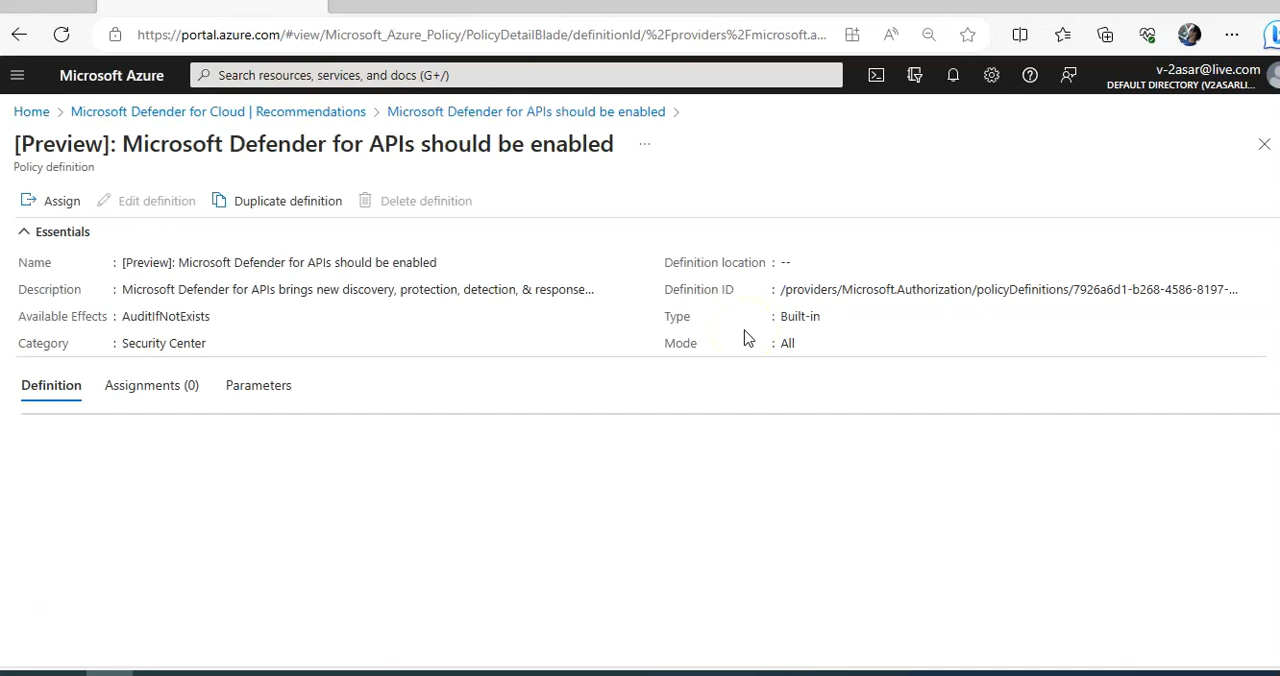 https://portal.azure.com/#view/Microsoft_Azure_Policy/PolicyDetailBlade/definitionId/%2Fproviders%2Fmicrosoft.a...
Microsoft Azure
Search resources, services, and docs (G+/)
v-2asar@live.com
DEFAULT DIRECTORY (V2ASARLI...
Home > Microsoft Defender for Cloud | Recommendations > Microsoft Defender for APIs should be enabled >
[Preview]: Microsoft Defender for APIs should be enabled ...
Policy definition
Assign Edit definition Duplicate definition Delete definition
Essentials
Name : [Preview]: Microsoft Defender for APIs should be enabled
Definition location : --
Description : Microsoft Defender for APIs brings new discovery, protection, detection, & response...
Definition ID : /providers/Microsoft.Authorization/policyDefinitions/7926a6d1-b268-4586-8197-...
Available Effects : AuditIfNotExists
Type : Built-in
Category : Security Center
Mode : All
Definition Assignments (0) Parameters